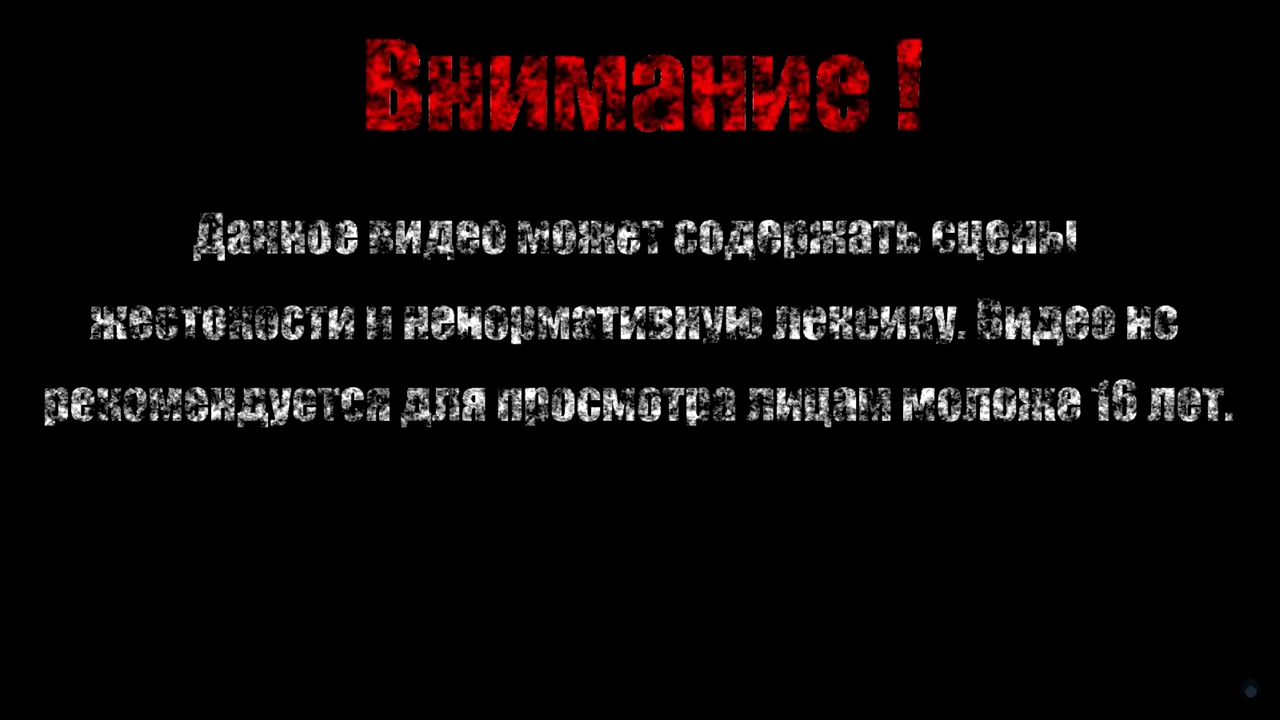 Внимание !
Данное видео может содержать сцены
жестокости и ненормативную лексику. Видео не
рекомендуется для просмотра лицам моложе 16 лет.